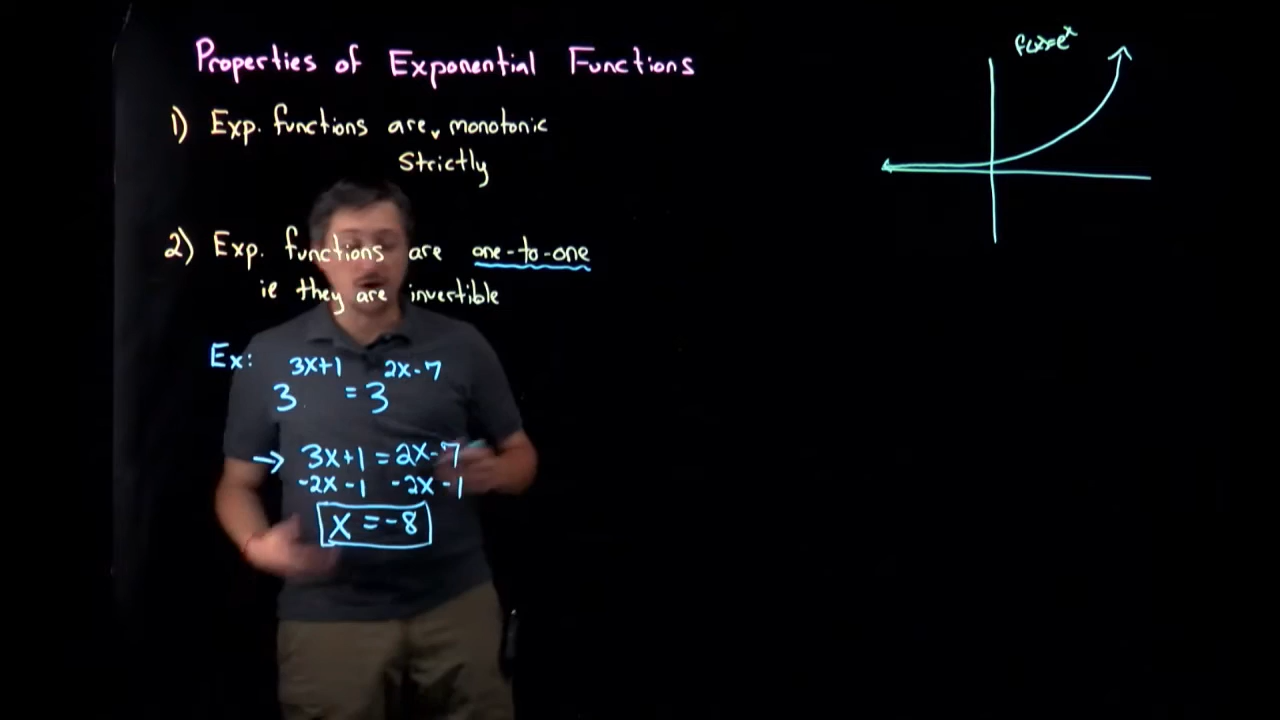 Properties of Exponential Functions
1) Exp. functions are, monotonic
Strictly
2) Exp. functions are one-to-one
ie they are invertible
Ex:
3^{3x+1} = 3^{2x-7}
→ 3x+1 = 2x-7
-2x -1 -2x -1
x = -8
f(x)=e^x